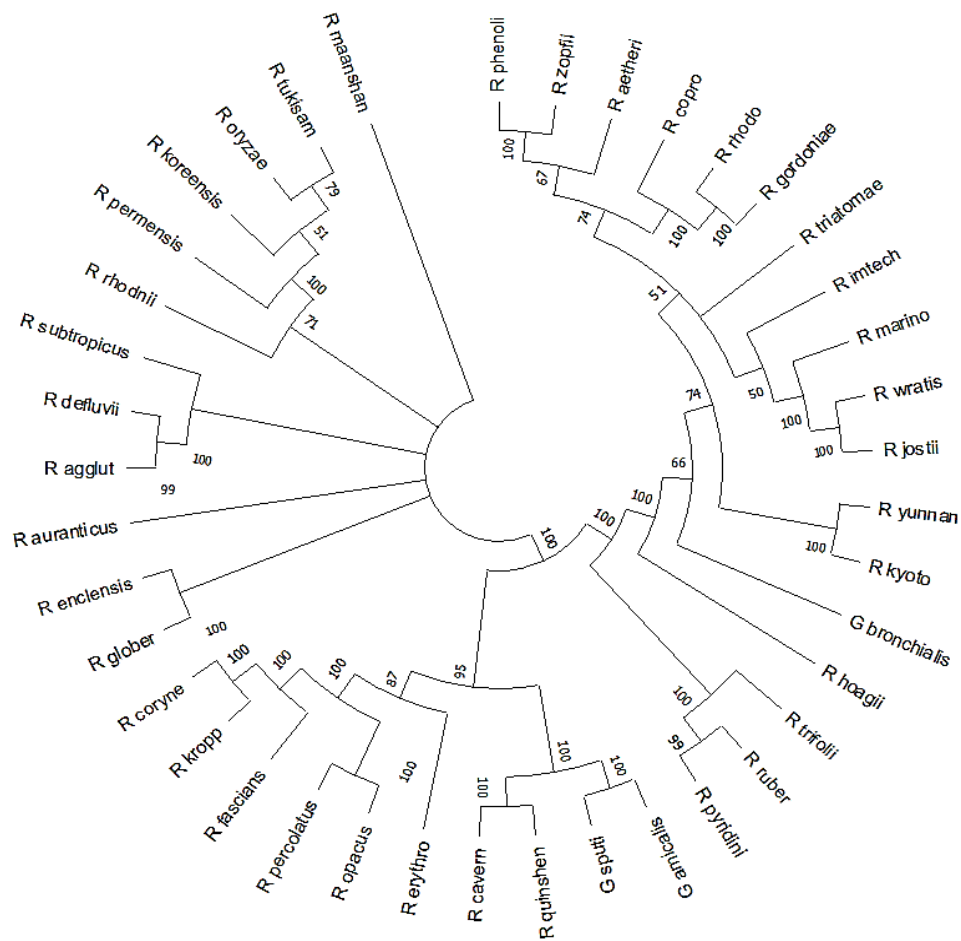 R phenoli
R zopfii
R aetheri
R copro
R rhodo
R gordoniae
R triatomae
R imtech
R marino
R wratis
R jostii
R yunnan
R kyoto
G bronchialis
R hoagii
R trifolii
R ruber
R pyridini
G amicalis
G sputi
R quinshen
R cavern
R erythro
R opacus
R percolatus
R fascians
R kropp
R coryne
R glober
R enclensis
R auranticus
R agglut
R defluvii
R subtropicus
R rhodnii
R permensis
R koreensis
R oryzae
R tukisam
R maanshan
100
67
74
100
100
51
50
100
100
74
100
66
100
100
100
100
99
95
100
100
100
87
100
100
100
100
100
99
100
71
100
51
79